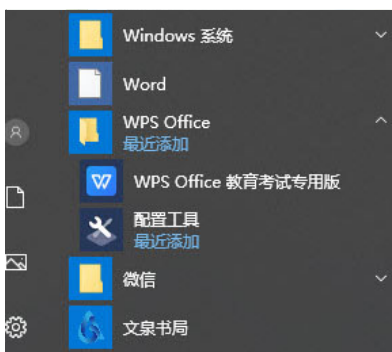 Windows 系统
Word
WPS Office
最近添加
WPS Office 教育考试专用版
配置工具
最近添加
微信
文泉书局